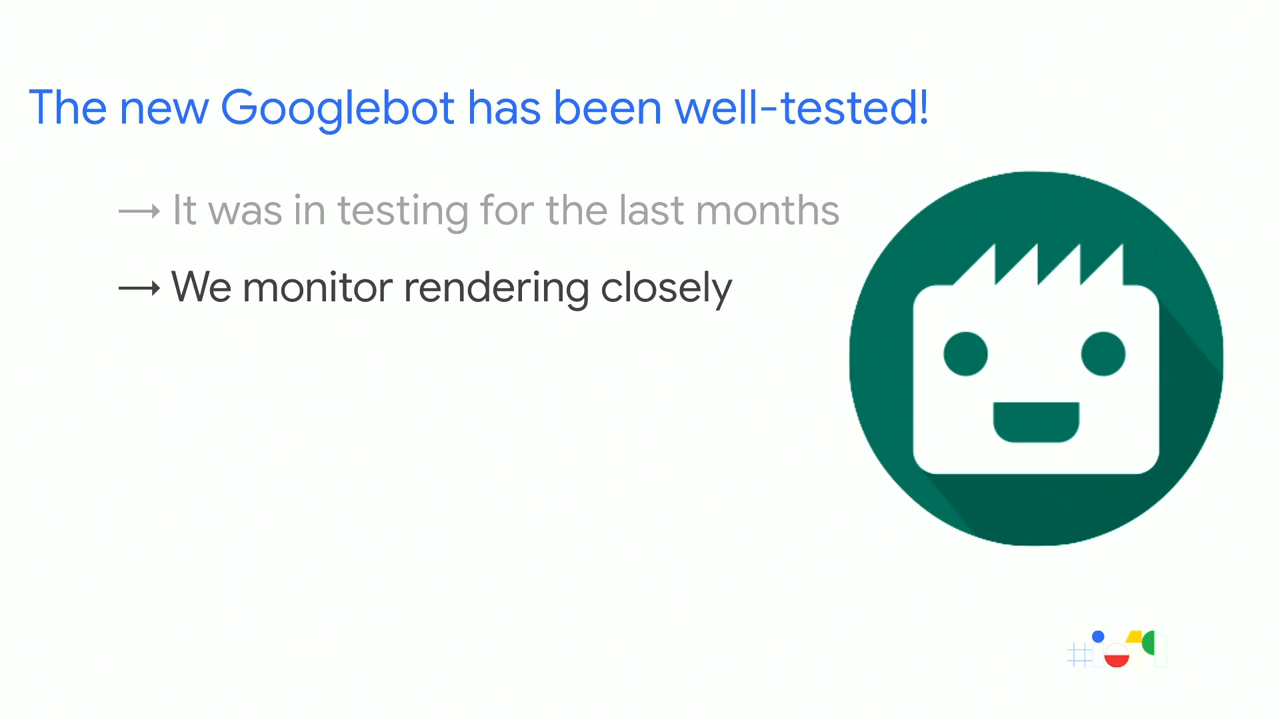 The new Googlebot has been well-tested!
→ It was in testing for the last months
→ We monitor rendering closely
#io19